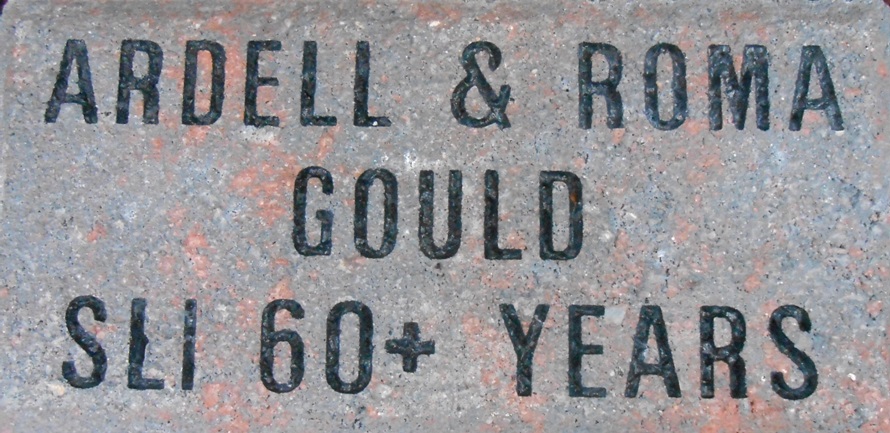 ARDELL & ROMA
GOULD
SLI 60+ YEARS